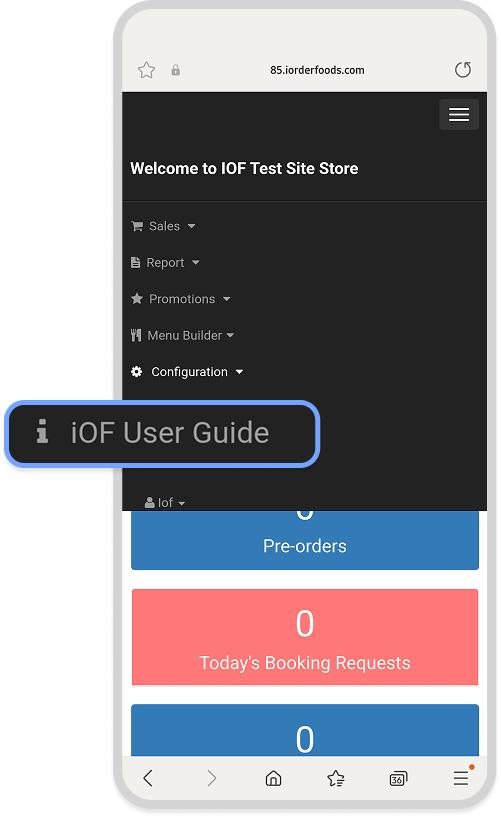 85.iorderfoods.com
Welcome to IOF Test Site Store
Sales
Report
Promotions
Menu Builder
Configuration
iOF User Guide
Iof
0
Pre-orders
0
Today's Booking Requests
0
36